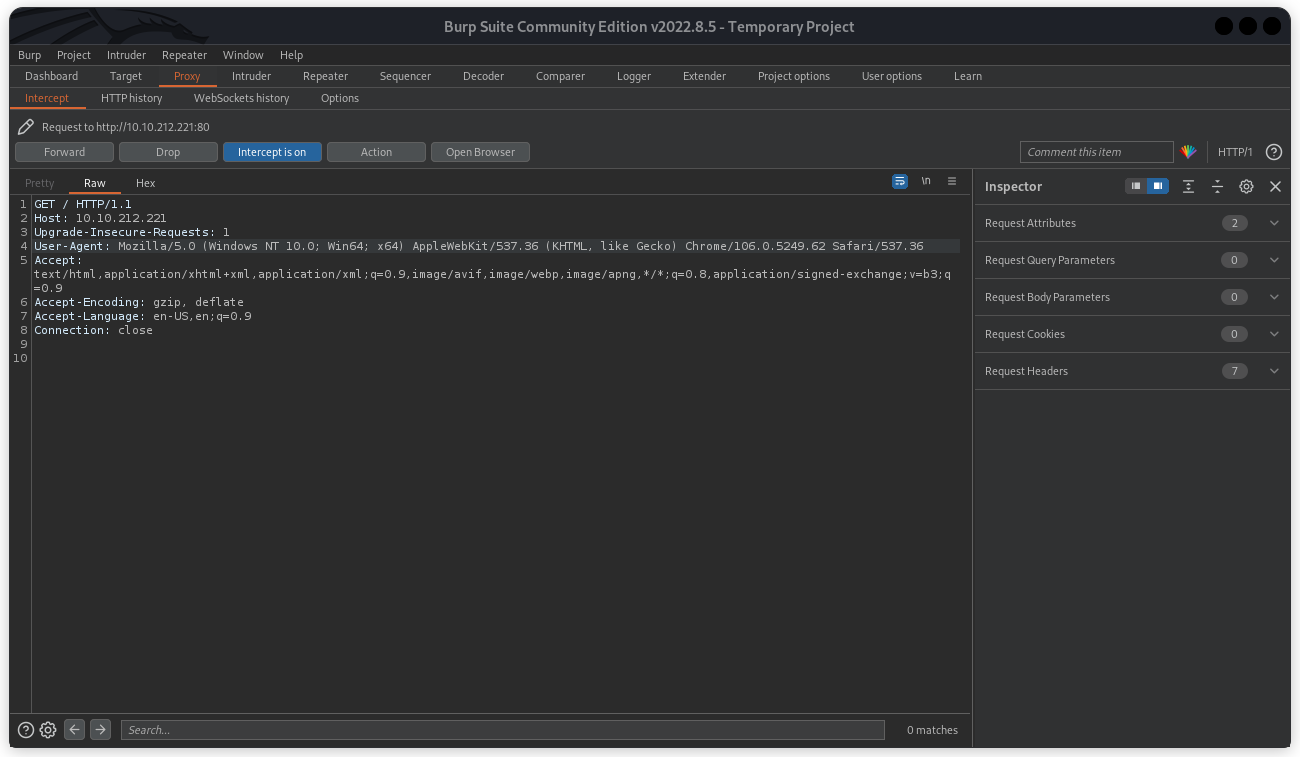 Burp Suite Community Edition v2022.8.5 - Temporary Project
Burp Project Intruder Repeater Window Help
Dashboard Target Proxy Intruder Repeater Sequencer Decoder Comparer Logger Extender Project options User options Learn
Intercept HTTP history WebSockets history Options
Request to http://10.10.212.221:80
Forward Drop Intercept is on Action Open Browser Comment this item HTTP/1 ?
Pretty Raw Hex \n
Inspector
1 GET / HTTP/1.1
2 Host: 10.10.212.221
3 Upgrade-Insecure-Requests: 1
4 User-Agent: Mozilla/5.0 (Windows NT 10.0; Win64; x64) AppleWebKit/537.36 (KHTML, like Gecko) Chrome/106.0.5249.62 Safari/537.36
5 Accept:
text/html,application/xhtml+xml,application/xml;q=0.9,image/avif,image/webp,image/apng,*/*;q=0.8,application/signed-exchange;v=b3;q
=0.9
6 Accept-Encoding: gzip, deflate
7 Accept-Language: en-US,en;q=0.9
8 Connection: close
9
10
Request Attributes 2
Request Query Parameters 0
Request Body Parameters 0
Request Cookies 0
Request Headers 7
? Search... 0 matches